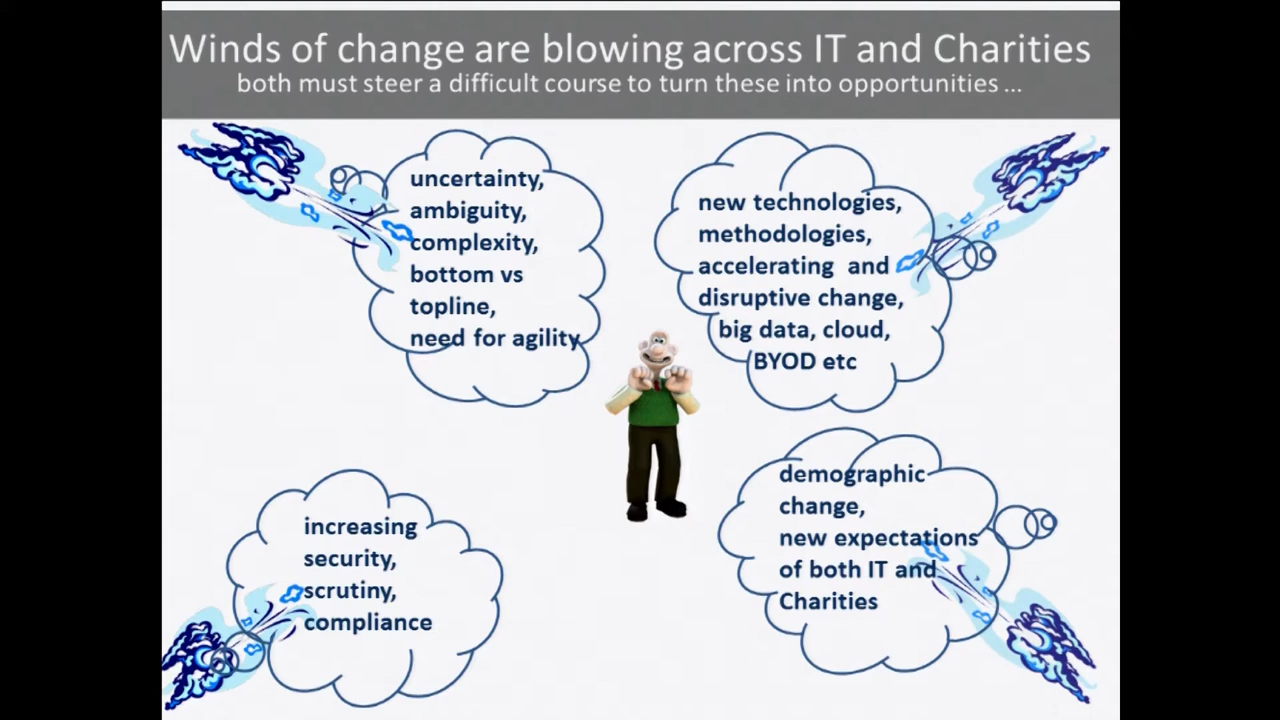 Winds of change are blowing across IT and Charities
both must steer a difficult course to turn these into opportunities ...
uncertainty,
ambiguity,
complexity,
bottom vs
topline,
need for agility
new technologies,
methodologies,
accelerating and
disruptive change,
big data, cloud,
BYOD etc
increasing
security,
scrutiny,
compliance
demographic
change,
new expectations
of both IT and
Charities